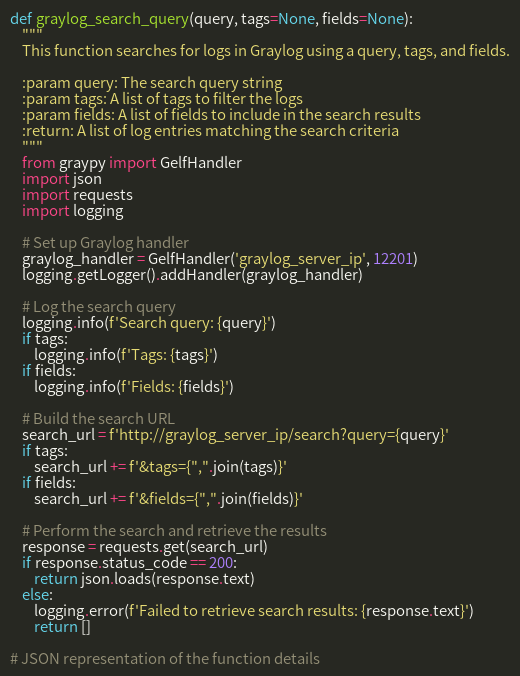 def graylog_search_query(query, tags=None, fields=None):
    """
    This function searches for logs in Graylog using a query, tags, and fields.

    :param query: The search query string
    :param tags: A list of tags to filter the logs
    :param fields: A list of fields to include in the search results
    :return: A list of log entries matching the search criteria
    """
    from graypy import GelfHandler
    import json
    import requests
    import logging

    # Set up Graylog handler
    graylog_handler = GelfHandler('graylog_server_ip', 12201)
    logging.getLogger().addHandler(graylog_handler)

    # Log the search query
    logging.info(f'Search query: {query}')
    if tags:
        logging.info(f'Tags: {tags}')
    if fields:
        logging.info(f'Fields: {fields}')

    # Build the search URL
    search_url = f'http://graylog_server_ip/search?query={query}'
    if tags:
        search_url += f'&tags={",".join(tags)}'
    if fields:
        search_url += f'&fields={",".join(fields)}'

    # Perform the search and retrieve the results
    response = requests.get(search_url)
    if response.status_code == 200:
        return json.loads(response.text)
    else:
        logging.error(f'Failed to retrieve search results: {response.text}')
        return []

# JSON representation of the function details